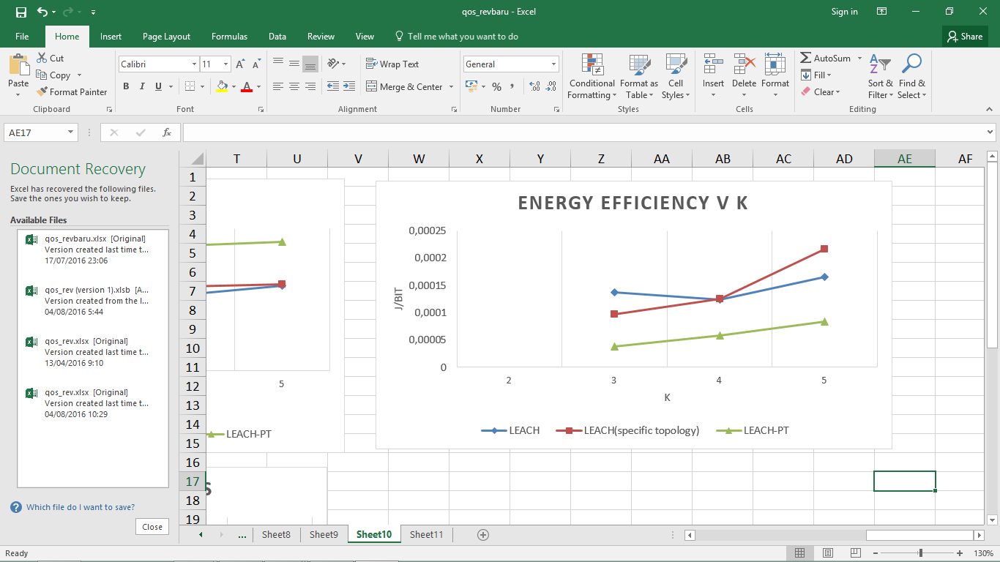 qos_revbaru - Excel
Sign in
File Home Insert Page Layout Formulas Data Review View Tell me what you want to do Share
Paste
Cut
Copy
Format Painter
Clipboard
Calibri 11 A A
B I U A
Font
Wrap Text
Merge & Center
Alignment
General
% , ,00 ,0
Number
Conditional Formatting
Format as Table
Cell Styles
Styles
Insert Delete Format
Cells
AutoSum
Fill
Clear
Sort & Filter
Find & Select
Editing
AE17 fx
Document Recovery
Excel has recovered the following files.
Save the ones you wish to keep.
Available Files
qos_revbaru.xlsx [Original]
Version created last time t...
17/07/2016 23:06
qos_rev (version 1).xlsb [A...
Version created from the l...
04/08/2016 5:44
qos_rev.xlsx [Original]
Version created last time t...
13/04/2016 9:10
qos_rev.xlsx [Original]
Version created last time t...
04/08/2016 10:29
Which file do I want to save?
Close
T U V W X Y Z AA AB AC AD AE AF
1
2
3
4
5
6
7
8
9
10
11
12
13
14
15
16
17
18
19
5
LEACH-PT
S
ENERGY EFFICIENCY V K
J/BIT
0,00025
0,0002
0,00015
0,0001
0,00005
0
2 3 4 5
K
LEACH LEACH(specific topology) LEACH-PT
... Sheet8 Sheet9 Sheet10 Sheet11
Ready
130%